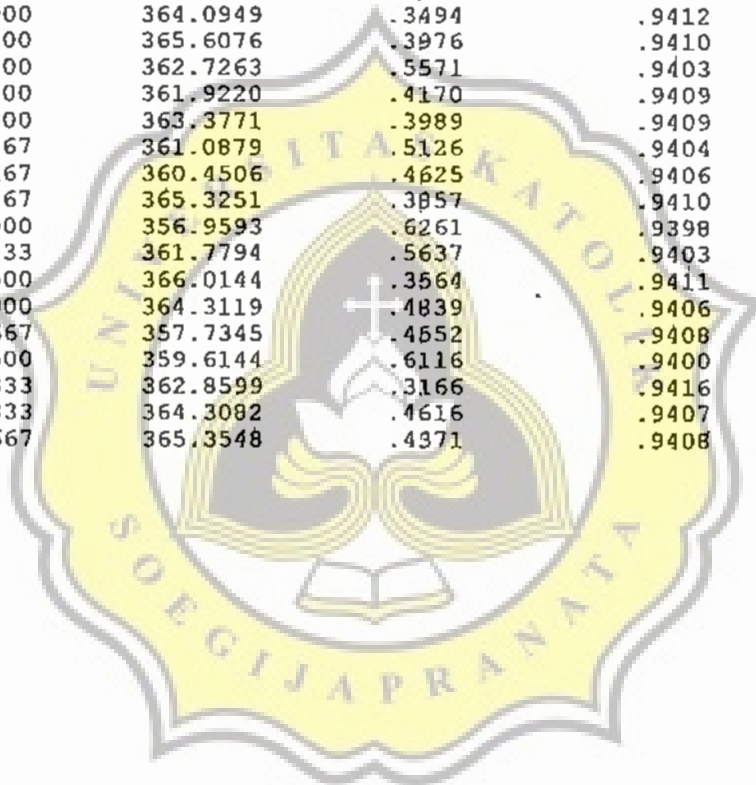 00 364.0949 .3494 .9412
00 365.6076 .3976 .9410
00 362.7263 .5571 .9403
00 361.9220 .4170 .9409
00 363.3771 .3989 .9409
67 361.0879 .5126 .9404
67 360.4506 .4625 .9406
67 365.3251 .3857 .9410
00 356.9593 .6261 .9398
33 361.7794 .5637 .9403
00 366.0144 .3564 .9411
00 364.3119 .4839 .9406
67 357.7345 .4552 .9408
00 359.6144 .6116 .9400
33 362.8599 .3166 .9416
33 364.3082 .4616 .9407
67 365.3548 .4371 .9408
UNIVERSITAS KATOLIK
SOEGIJAPRANATA